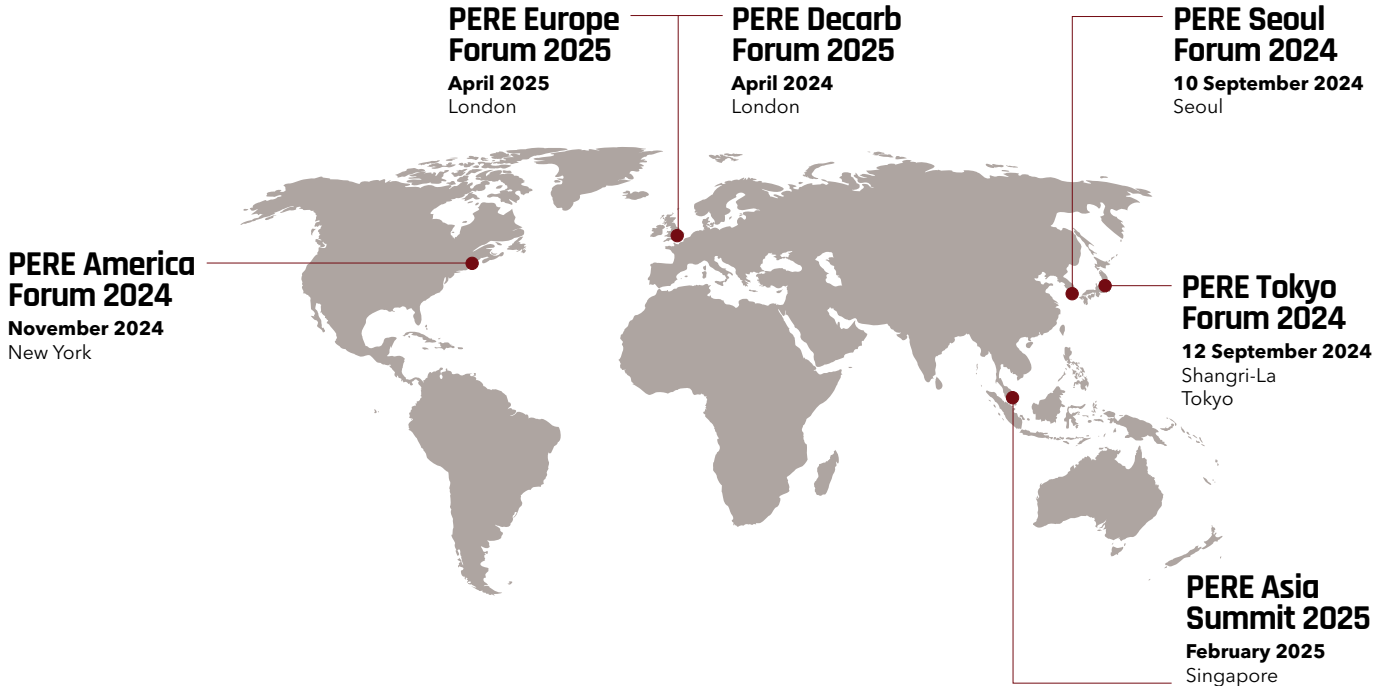 PERE Europe
Forum 2025
April 2025
London
PERE Decarb
Forum 2025
April 2024
London
PERE Seoul
Forum 2024
10 September 2024
Seoul
PERE America
Forum 2024
November 2024
New York
PERE Tokyo
Forum 2024
12 September 2024
Shangri-La
Tokyo
PERE Asia
Summit 2025
February 2025
Singapore